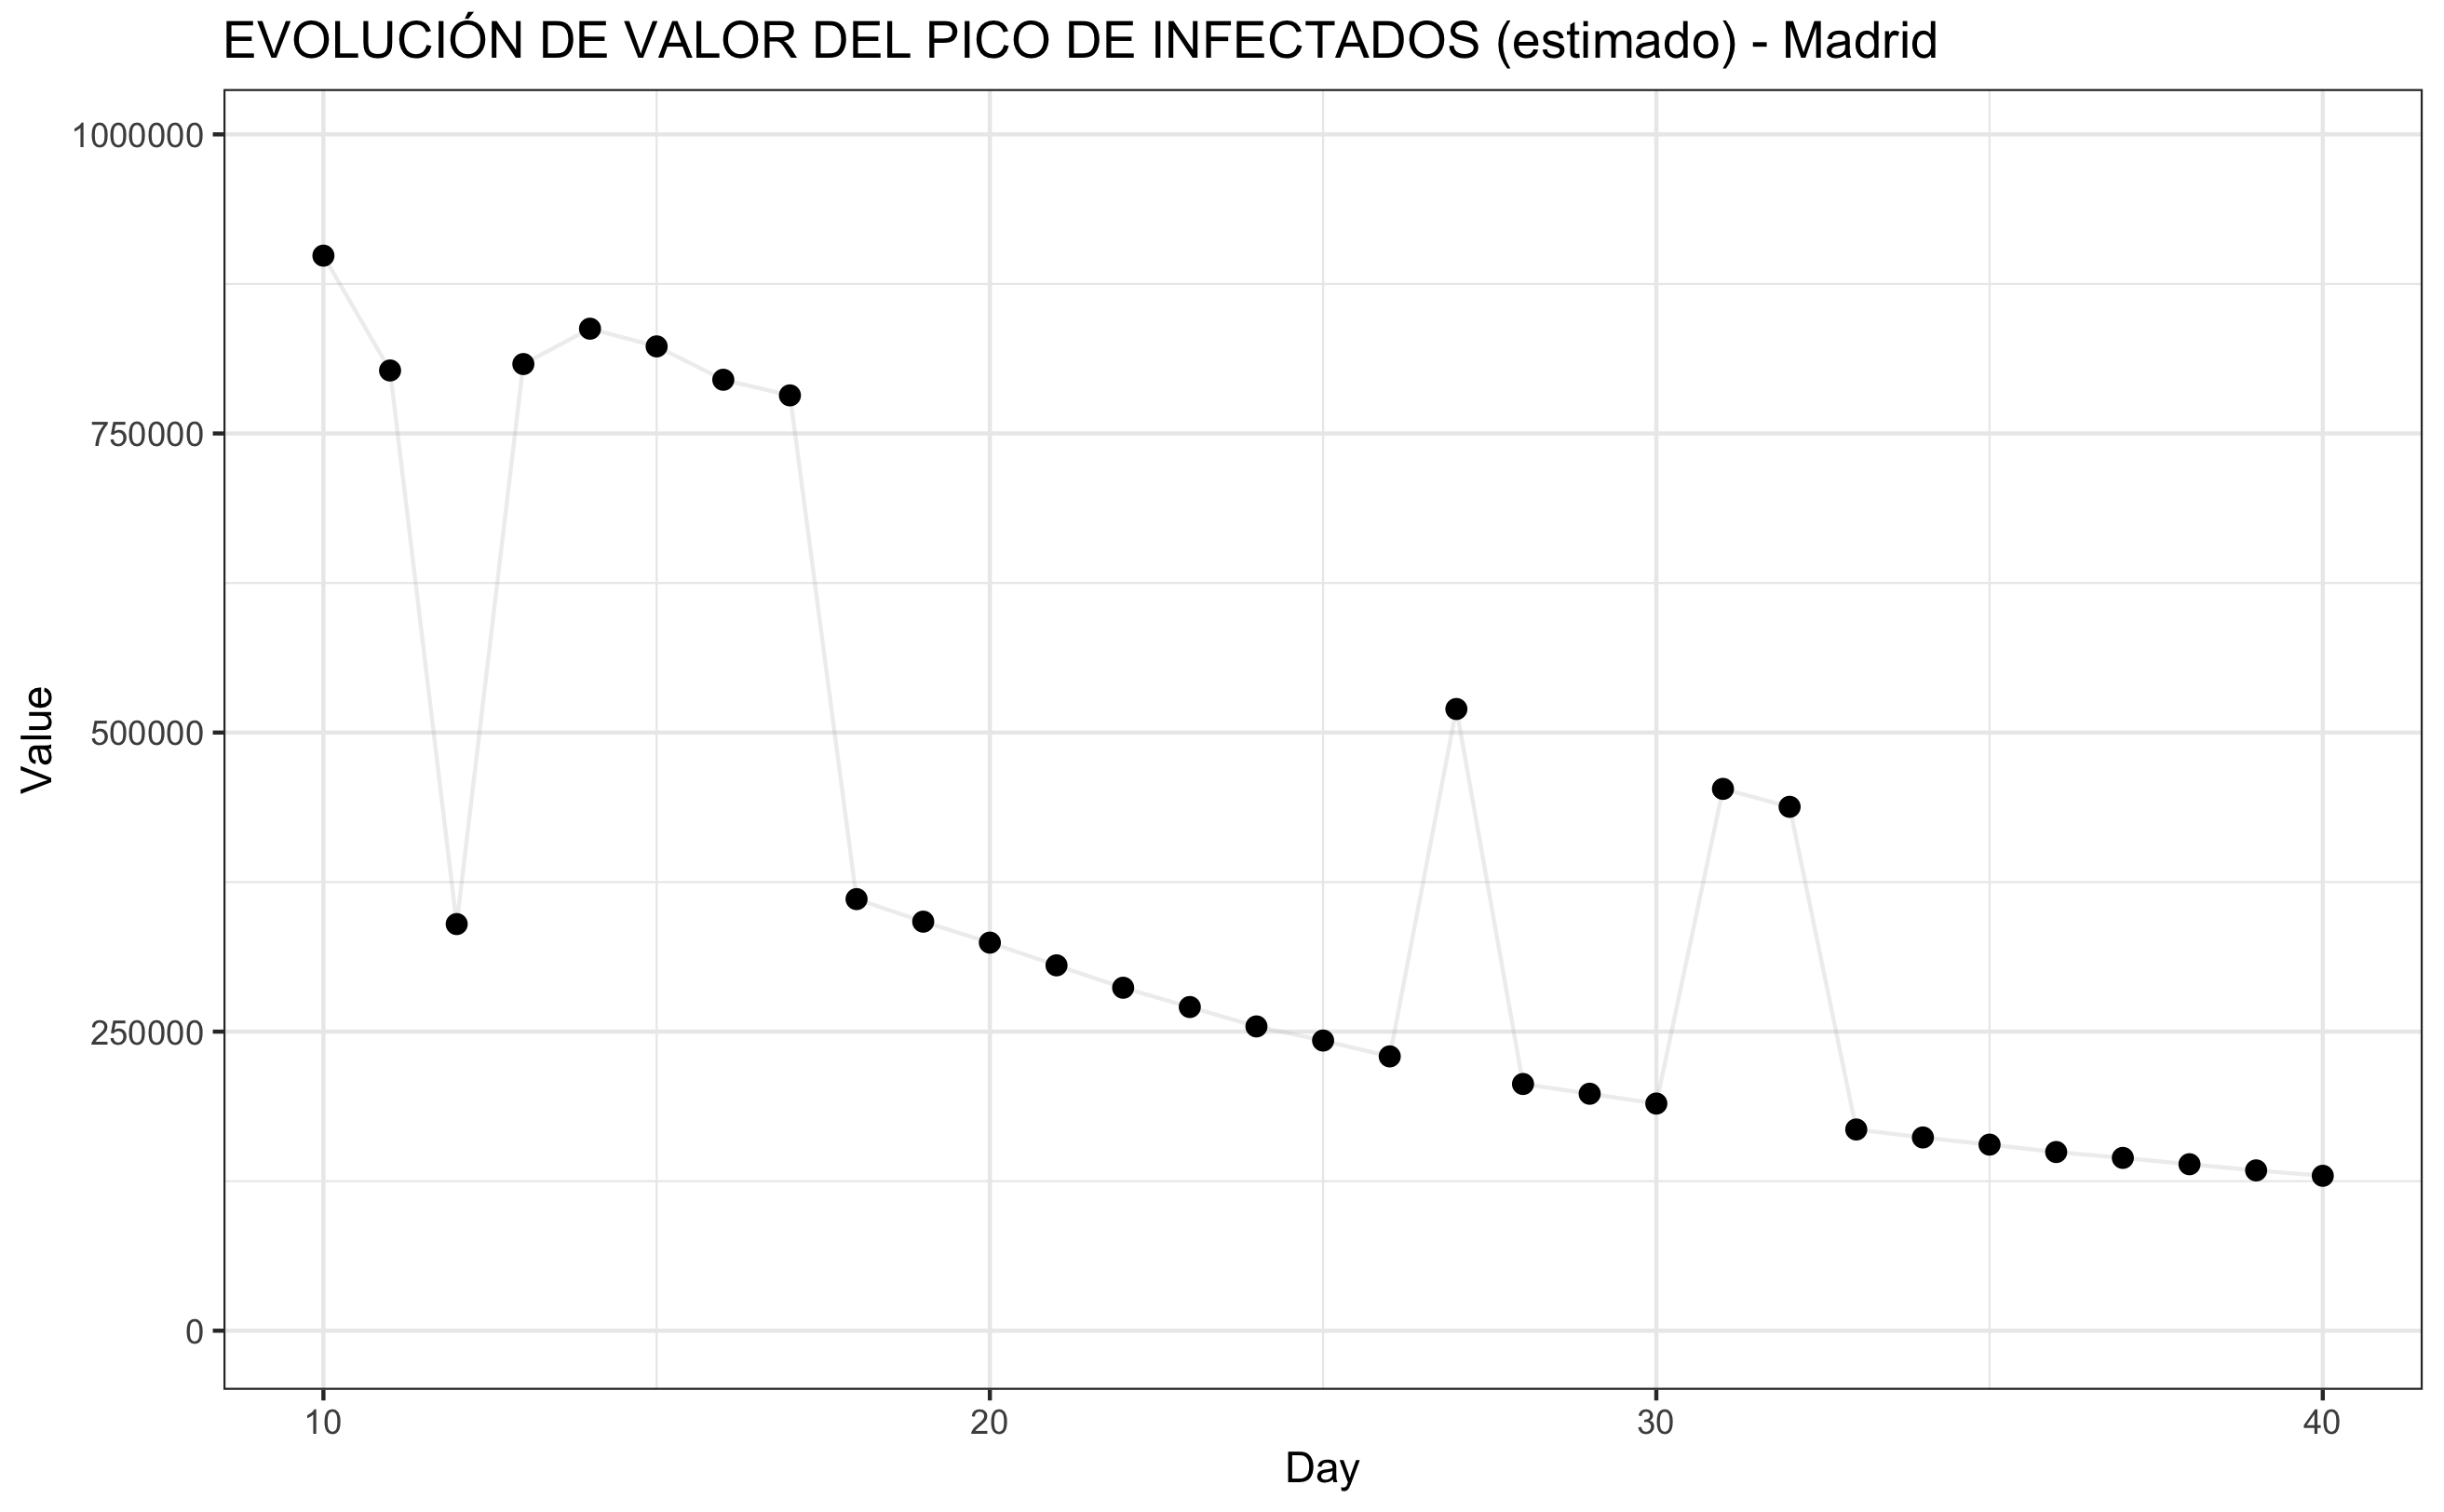 EVOLUCIÓN DE VALOR DEL PICO DE INFECTADOS (estimado) - Madrid
1000000
750000
500000
250000
0
Value
10 20 30 40
Day